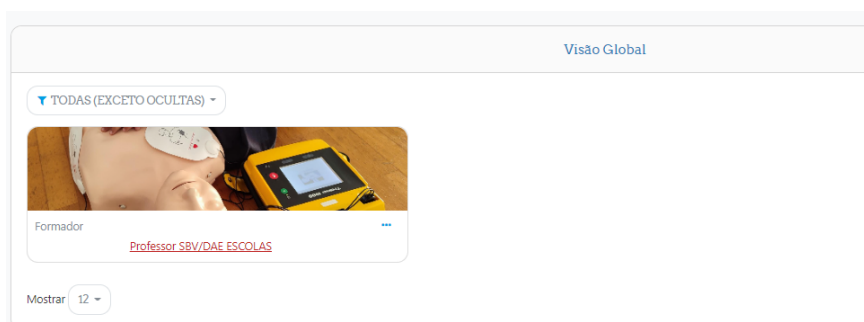 Visão Global
TODAS (EXCETO OCULTAS)
Formador
Professor SBV/DAE ESCOLAS
Mostrar 12